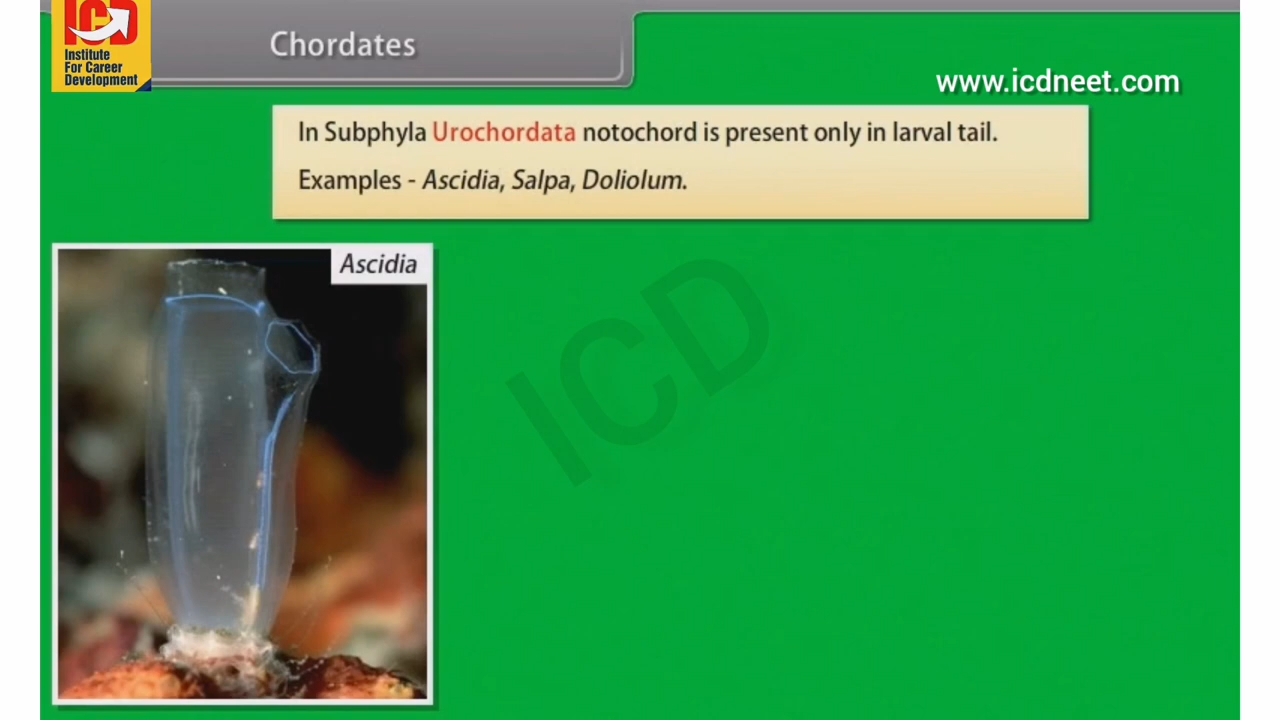 ICD
Institute
For Career
Development
Chordates
www.icdneet.com
In Subphyla Urochordata notochord is present only in larval tail.
Examples - Ascidia, Salpa, Doliolum.
Ascidia
ICD